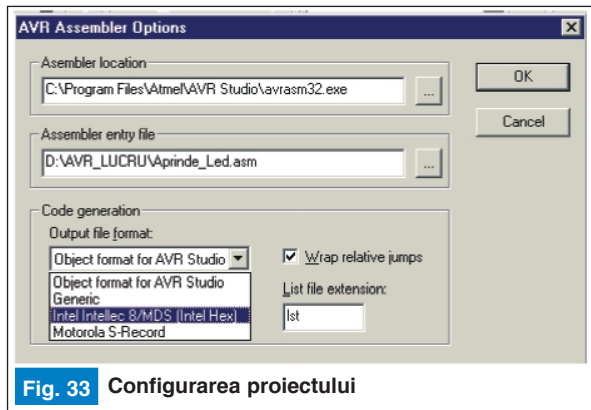 AVR Assembler Options
Asembler location
C:\Program Files\Atmel\AVR Studio\avrasm32.exe
...
OK
Cancel
Assembler entry file
D:\AVR_LUCRU\Aprinde_Led.asm
...
Code generation
Output file format:
Object format for AVR Studio
Wrap relative jumps
Object format for AVR Studio
Generic
Intel Intellec 8/MDS (Intel Hex)
Motorola S-Record
List file extension:
lst
Fig. 33 Configurarea proiectului